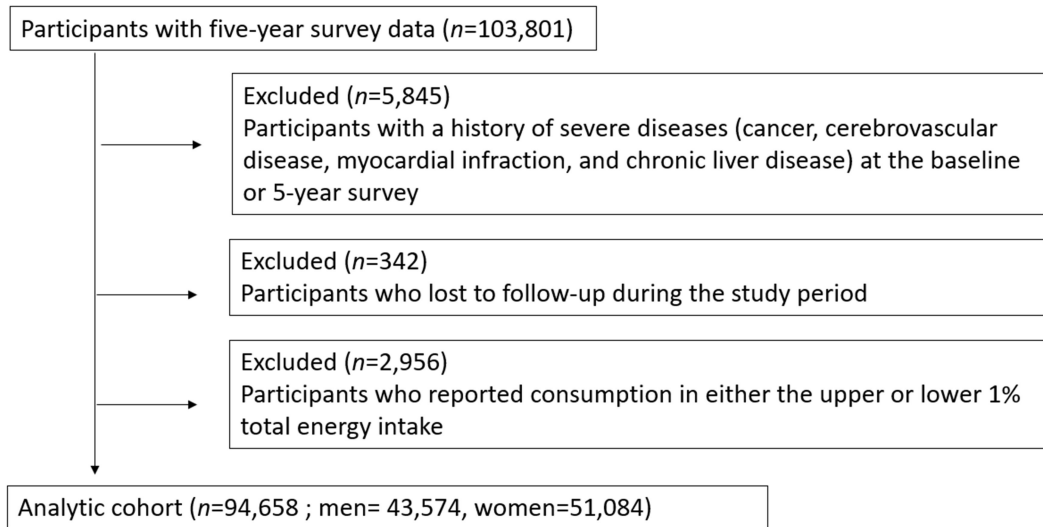 Participants with five-year survey data (n=103,801)
Excluded (n=5,845)
Participants with a history of severe diseases (cancer, cerebrovascular
disease, myocardial infraction, and chronic liver disease) at the baseline
or 5-year survey
Excluded (n=342)
Participants who lost to follow-up during the study period
Excluded (n=2,956)
Participants who reported consumption in either the upper or lower 1%
total energy intake
Analytic cohort (n=94,658 ; men= 43,574, women=51,084)